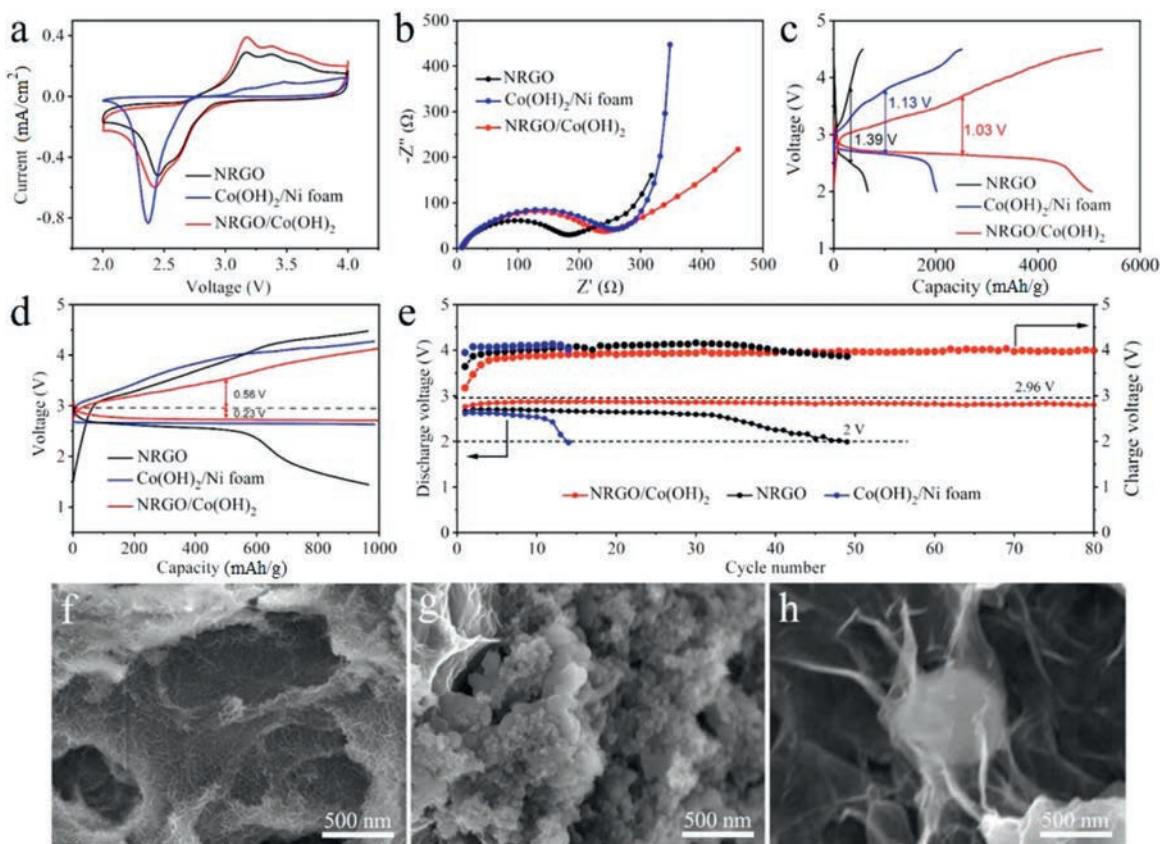 a
0.4
0.0
-0.4
-0.8
Current (mA/cm²)
NRGO
Co(OH)₂/Ni foam
NRGO/Co(OH)₂
2.0 2.5 3.0 3.5 4.0
Voltage (V)
b
500
400
300
200
100
0
-Z'' (Ω)
NRGO
Co(OH)₂/Ni foam
NRGO/Co(OH)₂
0 100 200 300 400 500
Z' (Ω)
c
5
4
3
2
1
Voltage (V)
1.13 V
1.39 V
1.03 V
NRGO
Co(OH)₂/Ni foam
NRGO/Co(OH)₂
0 2000 4000 6000
Capacity (mAh/g)
d
5
4
3
2
1
Voltage (V)
0.56 V
0.23 V
NRGO
Co(OH)₂/Ni foam
NRGO/Co(OH)₂
0 200 400 600 800 1000
Capacity (mAh/g)
e
5
4
3
2
1
0
Discharge voltage (V)
2.96 V
2 V
NRGO/Co(OH)₂ NRGO Co(OH)₂/Ni foam
0 10 20 30 40 50 60 70 80
Cycle number
5
4
3
2
1
0
Charge voltage (V)
f
500 nm
g
500 nm
h
500 nm